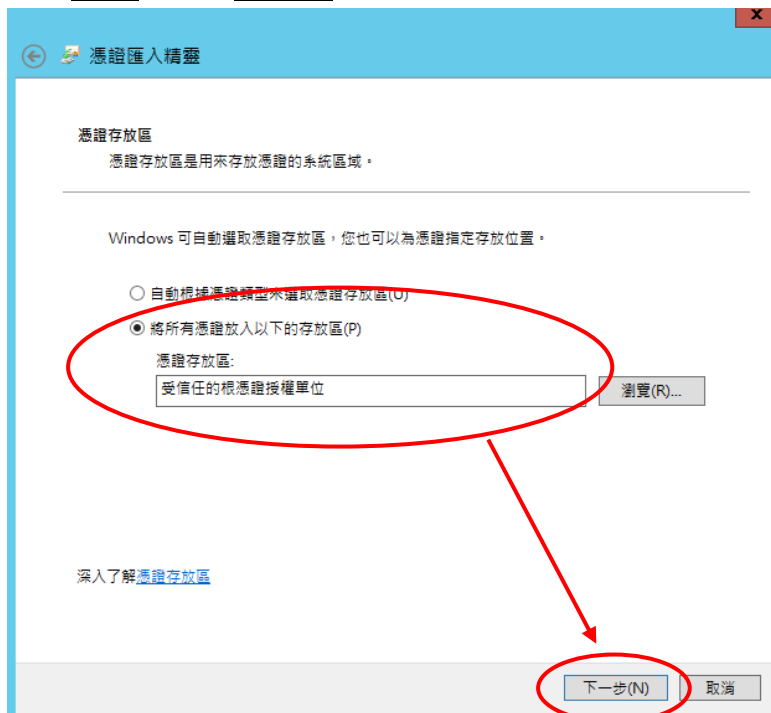 憑證匯入精靈
憑證存放區
憑證存放區是用來存放憑證的系統區域。
Windows 可自動選取憑證存放區，您也可以為憑證指定存放位置。
自動根據憑證類型來選取憑證存放區(U)
將所有憑證放入以下的存放區(P)
憑證存放區:
受信任的根憑證授權單位
瀏覽(R)...
深入了解憑證存放區
下一步(N)
取消